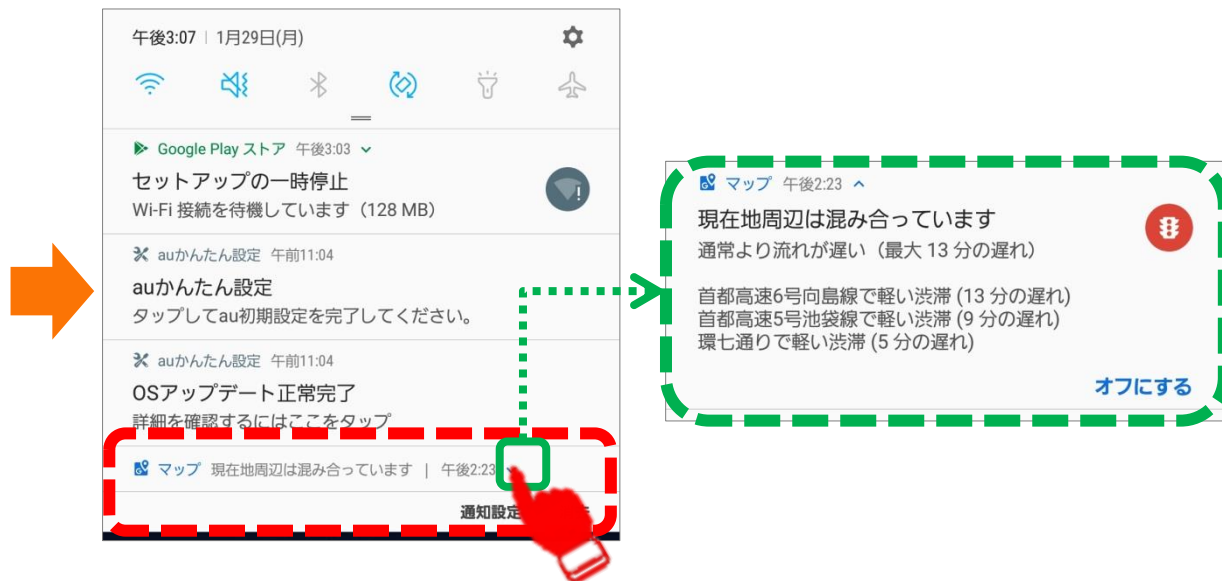 午後3:07 | 1月29日(月)
Google Play ストア 午後3:03
セットアップの一時停止
Wi-Fi 接続を待機しています（128 MB）
auかんたん設定 午前11:04
auかんたん設定
タップしてau初期設定を完了してください。
auかんたん設定 午前11:04
OSアップデート正常完了
詳細を確認するにはここをタップ
マップ 現在地周辺は混み合っています | 午後2:23
通知設定
マップ 午後2:23
現在地周辺は混み合っています
通常より流れが遅い（最大 13 分の遅れ）
首都高速6号向島線で軽い渋滞 (13 分の遅れ)
首都高速5号池袋線で軽い渋滞 (9 分の遅れ)
環七通りで軽い渋滞 (5 分の遅れ)
オフにする